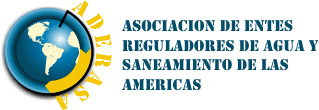 ADERASA
ASOCIACION DE ENTES
REGULADORES DE AGUA Y
SANEAMIENTO DE LAS
AMERICAS